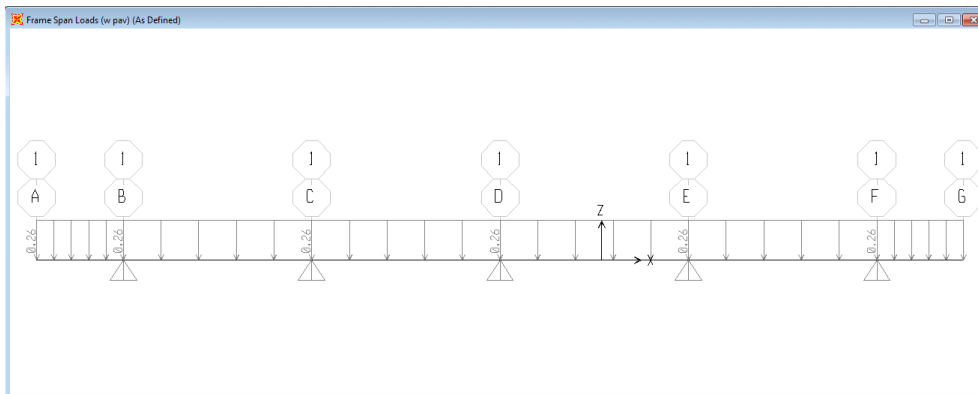 Frame Span Loads (w pav) (As Defined)
1 1 1 1 1 1 1
A B C D E F G
Z
0.26 0.26 0.26 0.26 0.26 0.26
X